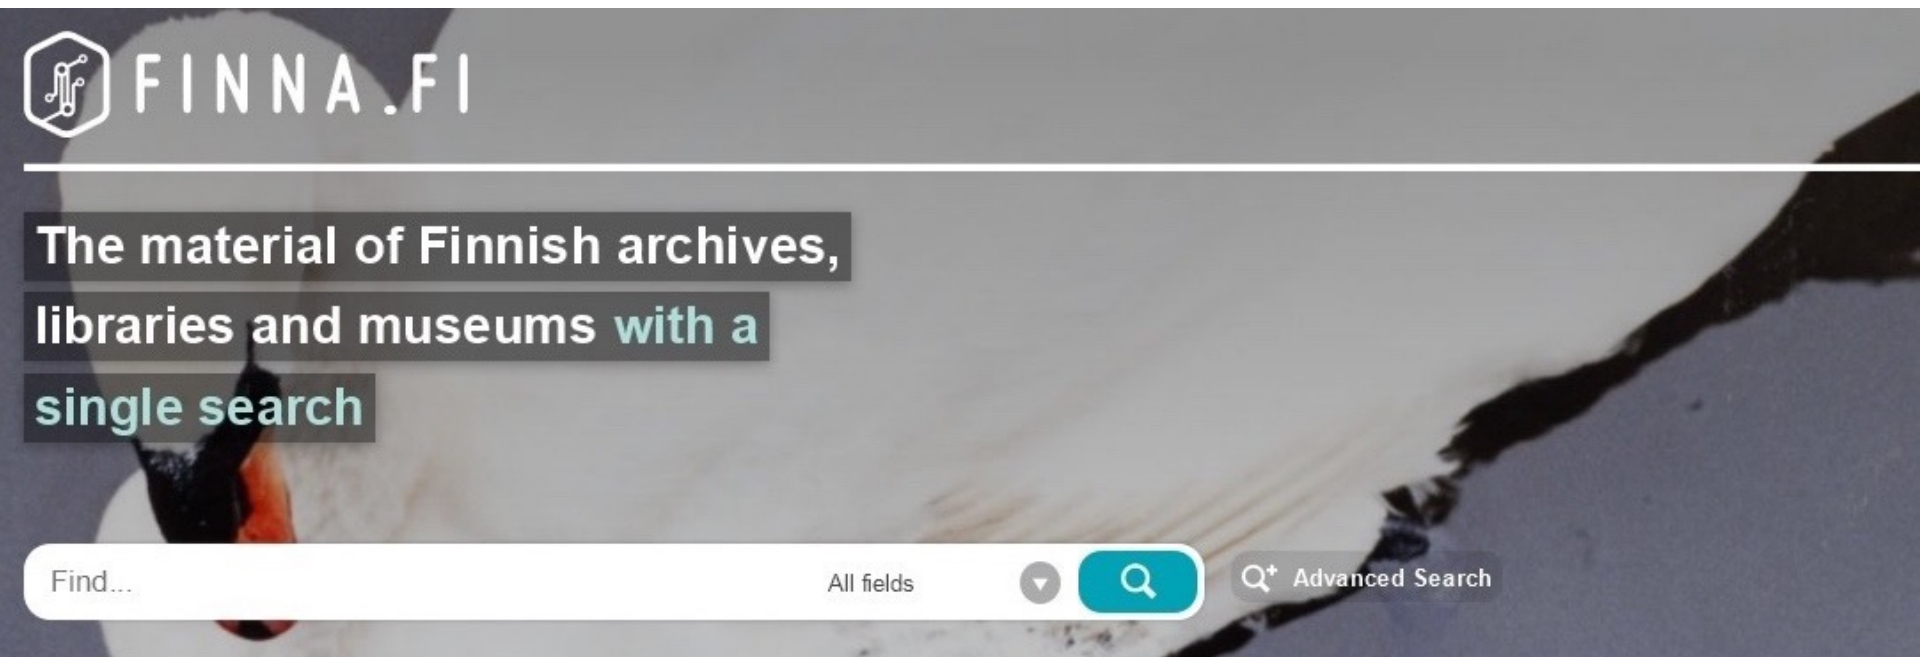 FINNA.FI
The material of Finnish archives,
libraries and museums with a
single search
Find...
All fields
Advanced Search